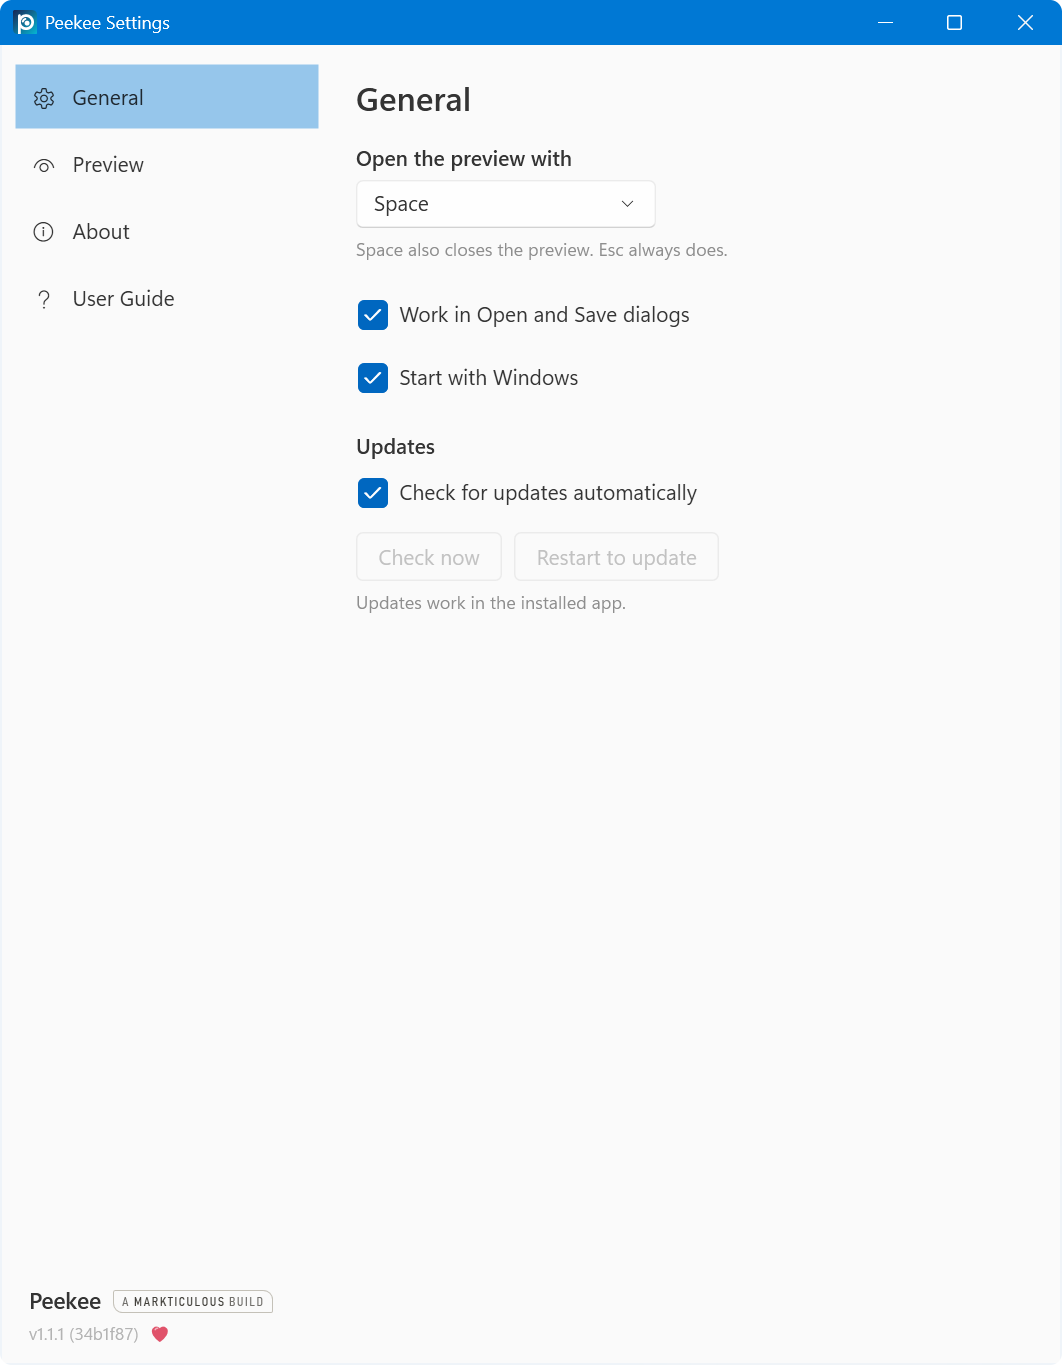 Peekee Settings
General
Preview
About
User Guide
General
Open the preview with
Space
Space also closes the preview. Esc always does.
Work in Open and Save dialogs
Start with Windows
Updates
Check for updates automatically
Check now
Restart to update
Updates work in the installed app.
Peekee
A MARKTICULOUS BUILD
v1.1.1 (34b1f87)